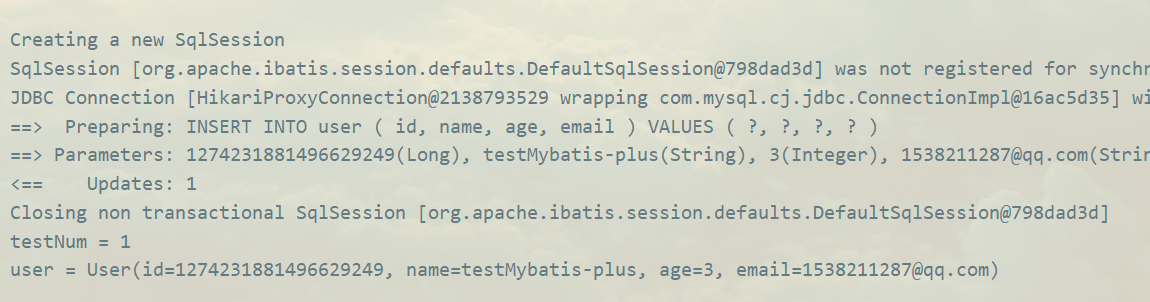 Creating a new SqlSession
SqlSession [org.apache.ibatis.session.defaults.DefaultSqlSession@798dad3d] was not registered for synchr
JDBC Connection [HikariProxyConnection@2138793529 wrapping com.mysql.cj.jdbc.ConnectionImpl@16ac5d35] wi
==>  Preparing: INSERT INTO user ( id, name, age, email ) VALUES ( ?, ?, ?, ? )
==> Parameters: 1274231881496629249(Long), testMybatis-plus(String), 3(Integer), 1538211287@qq.com(Strin
<==    Updates: 1
Closing non transactional SqlSession [org.apache.ibatis.session.defaults.DefaultSqlSession@798dad3d]
testNum = 1
user = User(id=1274231881496629249, name=testMybatis-plus, age=3, email=1538211287@qq.com)